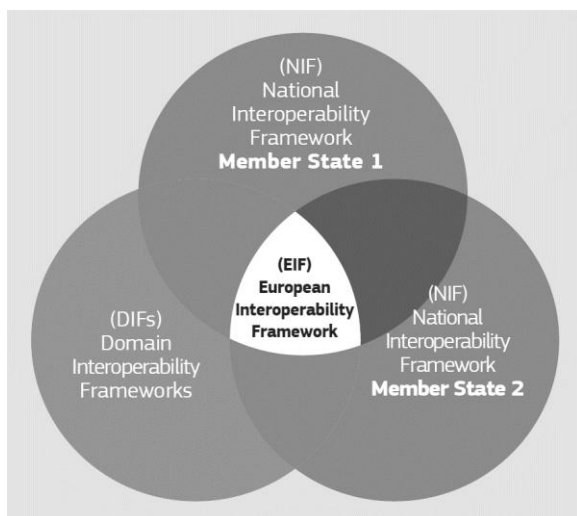 (NIF)
National
Interoperability
Framework
Member State 1
(EIF)
European
Interoperability
Framework
(DIFs)
Domain
Interoperability
Frameworks
(NIF)
National
Interoperability
Framework
Member State 2